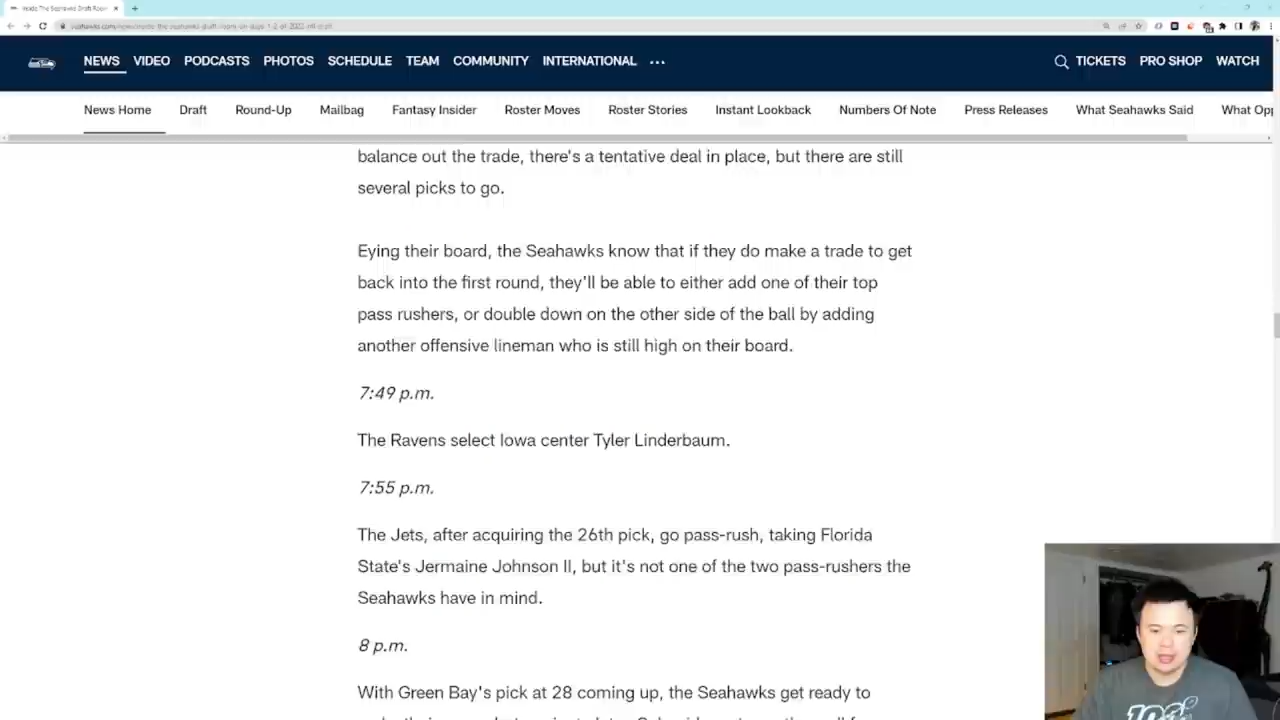 Inside The Seahawks Draft Room
NEWS VIDEO PODCASTS PHOTOS SCHEDULE TEAM COMMUNITY INTERNATIONAL ... TICKETS PRO SHOP WATCH
News Home Draft Round-Up Mailbag Fantasy Insider Roster Moves Roster Stories Instant Lookback Numbers Of Note Press Releases What Seahawks Said What Opp
balance out the trade, there's a tentative deal in place, but there are still
several picks to go.
Eying their board, the Seahawks know that if they do make a trade to get
back into the first round, they'll be able to either add one of their top
pass rushers, or double down on the other side of the ball by adding
another offensive lineman who is still high on their board.
7:49 p.m.
The Ravens select Iowa center Tyler Linderbaum.
7:55 p.m.
The Jets, after acquiring the 26th pick, go pass-rush, taking Florida
State's Jermaine Johnson II, but it's not one of the two pass-rushers the
Seahawks have in mind.
8 p.m.
With Green Bay's pick at 28 coming up, the Seahawks get ready to